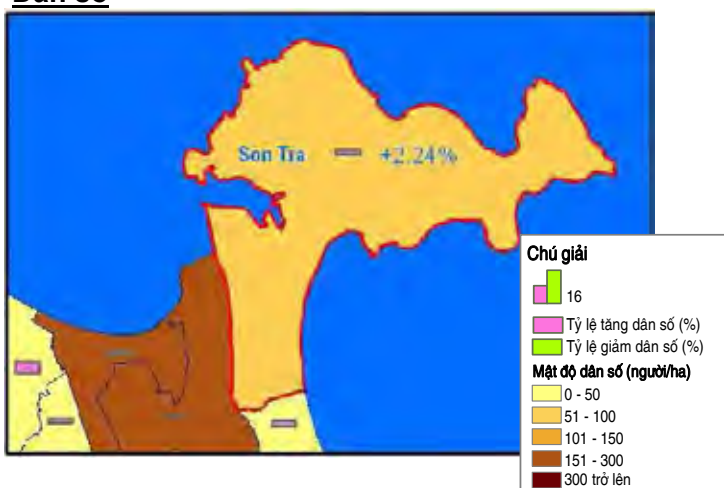 Dân số
Son Tra +2.24%
Chú giải
16
Tỷ lệ tăng dân số (%)
Tỷ lệ giảm dân số (%)
Mật độ dân số (người/ha)
0 - 50
51 - 100
101 - 150
151 - 300
300 trở lên